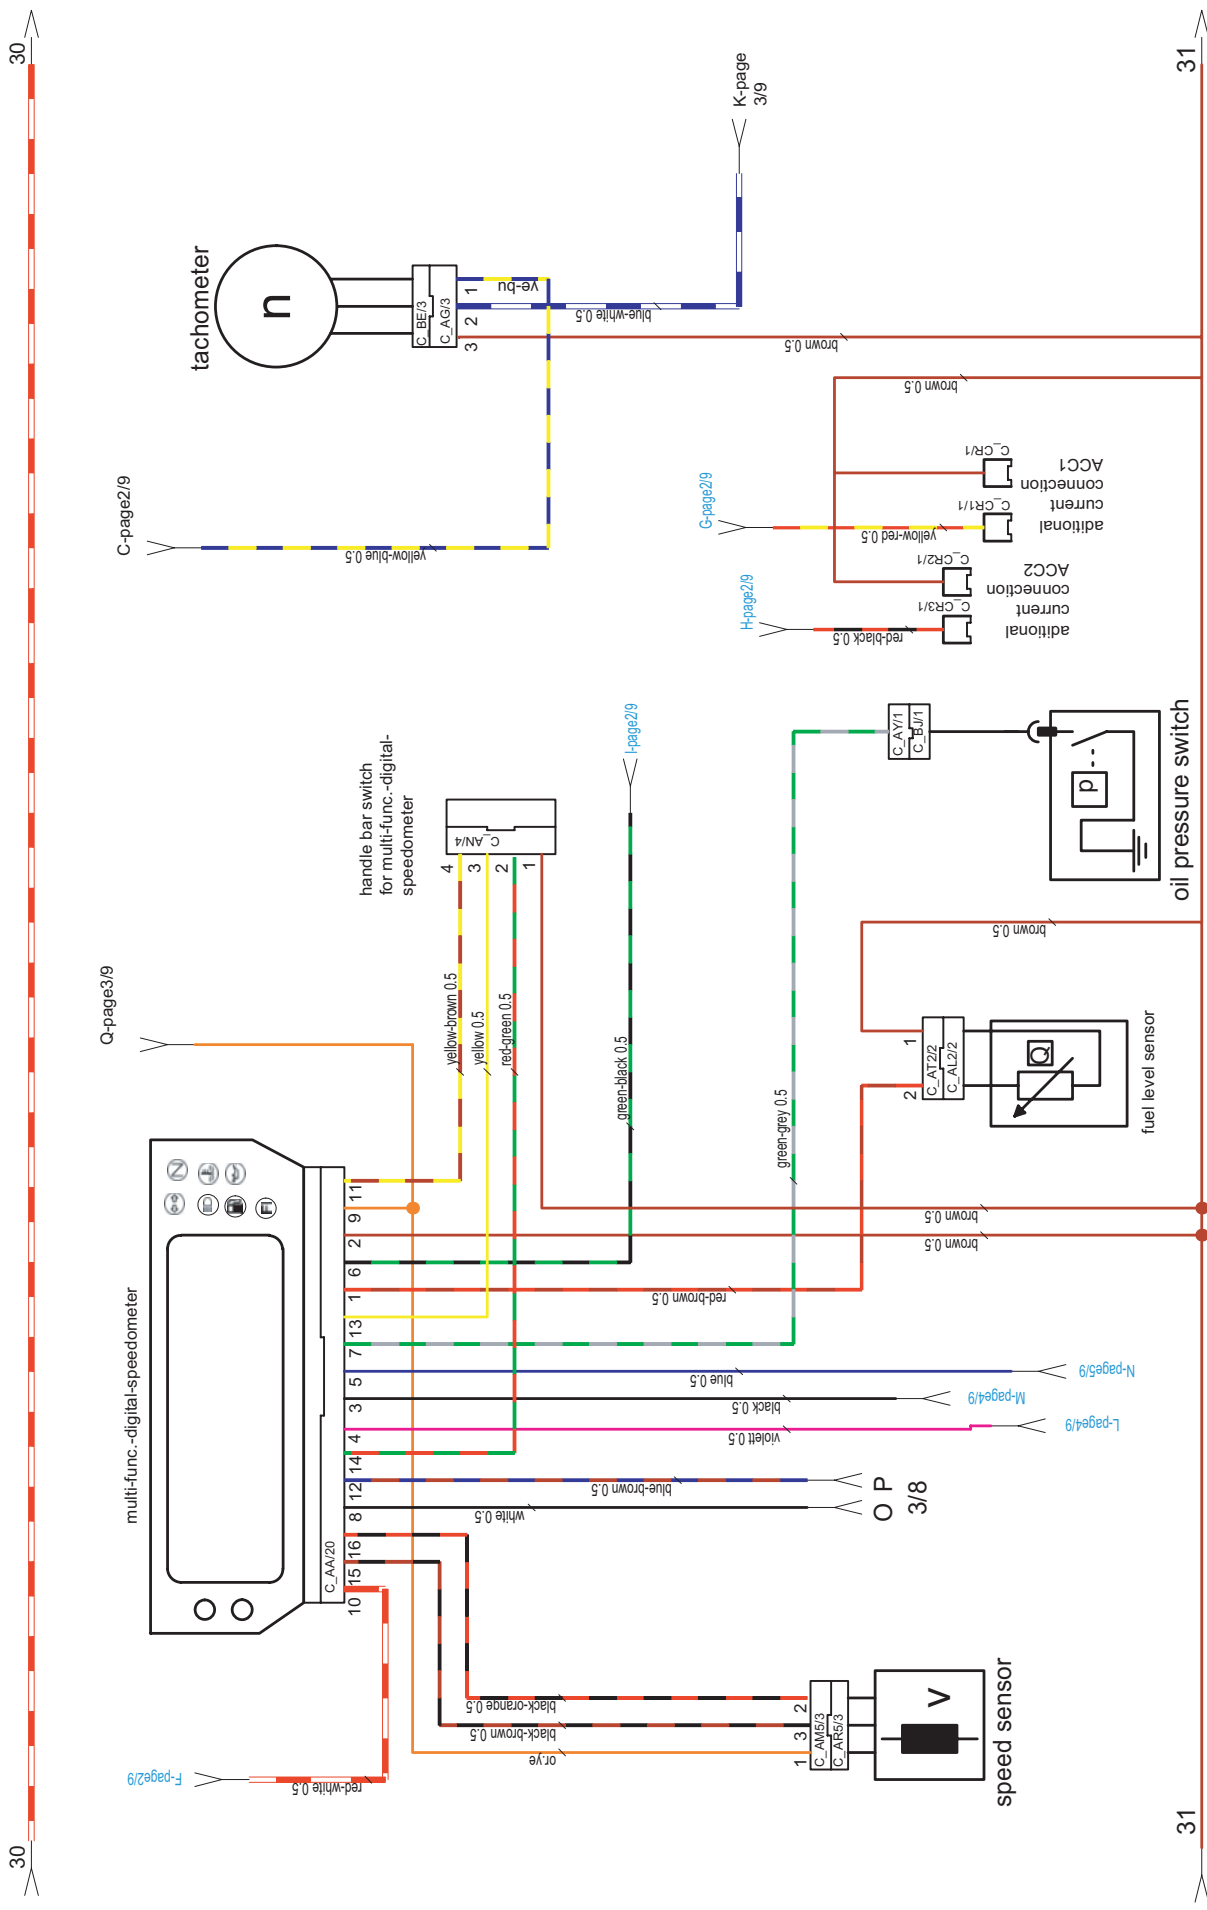 30
30
31
31
tachometer
n
C_BE/3
C_AG/3
1
2
3
ye-bu
blue-white 0.5
K-page
3/9
brown 0.5
brown 0.5
C-page2/9
yellow-blue 0.5
G-page2/9
yellow-red 0.5
C_CR/1
C_CR1/1
aditional
current
connection
ACC1
H-page2/9
red-black 0.5
C_CR2/1
C_CR3/1
aditional
current
connection
ACC2
handle bar switch
for multi-func.-digital-
speedometer
C_AN/4
4
3
2
1
I-page2/9
C_AY/1
C_BJ/1
p
oil pressure switch
Q-page3/9
yellow-brown 0.5
yellow 0.5
red-green 0.5
green-black 0.5
green-grey 0.5
brown 0.5
1
2
C_AT2/2
C_AL2/2
Q
fuel level sensor
multi-func.-digital-speedometer
N
FI
C_AA/20
11
9
2
6
1
13
7
5
3
4
14
12
8
16
15
10
brown 0.5
brown 0.5
red-brown 0.5
blue 0.5
N-page5/9
black 0.5
M-page4/9
violett 0.5
L-page4/9
blue-brown 0.5
white 0.5
O P
3/8
black-orange 0.5
black-brown 0.5
or.ye
F-page2/9
red-white 0.5
2
3
1
C_AM5/3
C_AR5/3
V
speed sensor